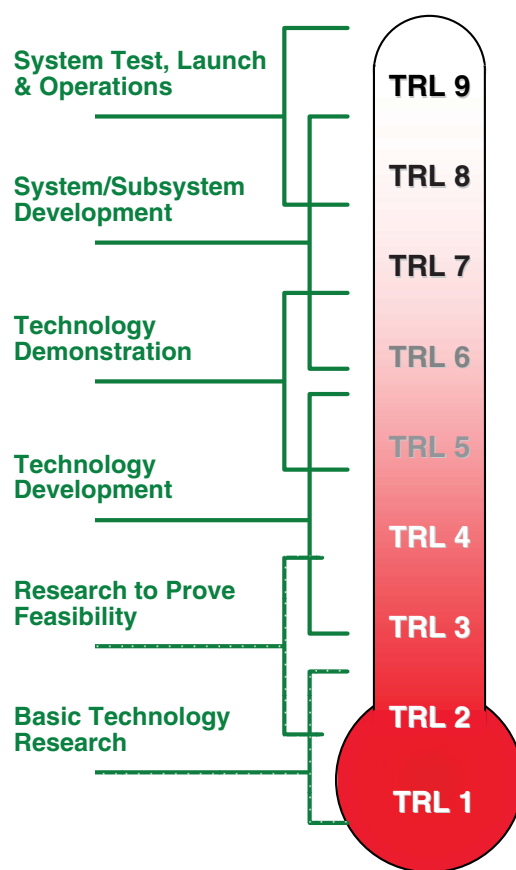 System Test, Launch
& Operations
System/Subsystem
Development
Technology
Demonstration
Technology
Development
Research to Prove
Feasibility
Basic Technology
Research
TRL 9
TRL 8
TRL 7
TRL 6
TRL 5
TRL 4
TRL 3
TRL 2
TRL 1